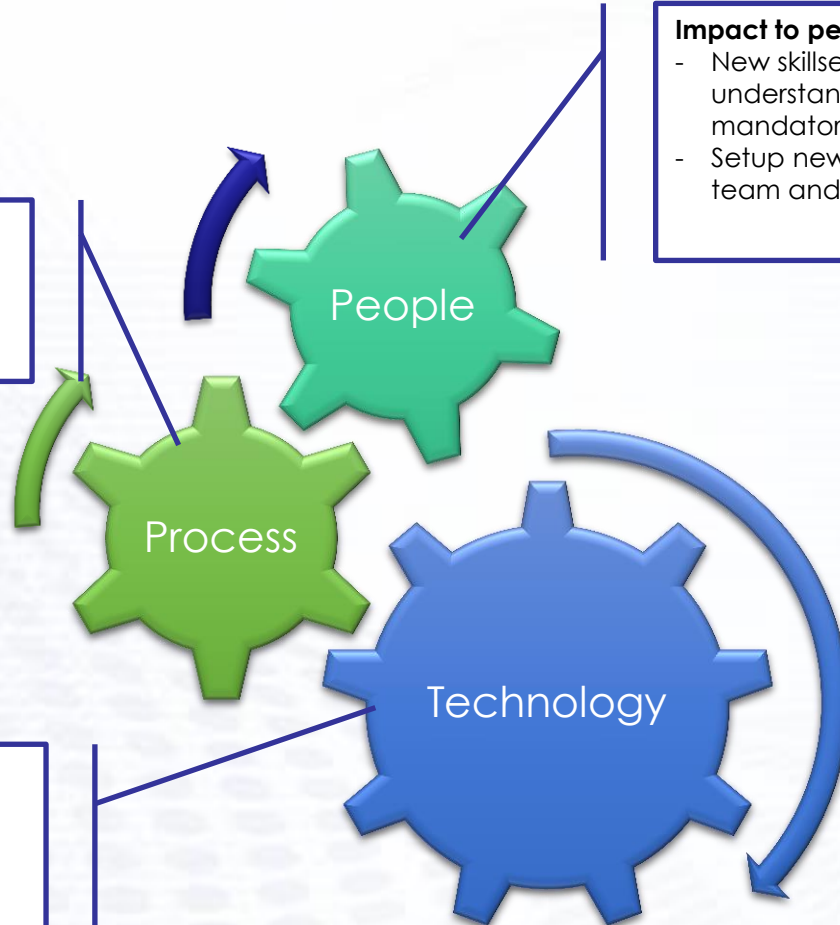 Impact to pe
- New skillse
understan
mandator
- Setup new
team and
People
Process
Technology